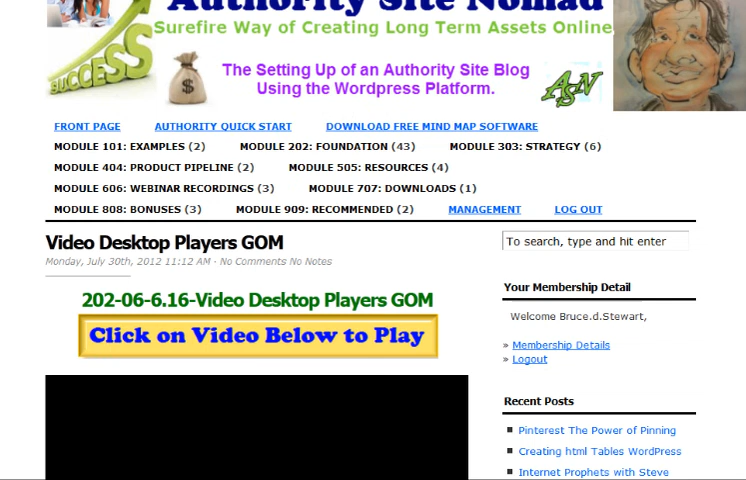 Authority Site Nomad
Surefire Way of Creating Long Term Assets Online
SUCCESS
$
The Setting Up of an Authority Site Blog
Using the Wordpress Platform.
ASN
FRONT PAGE AUTHORITY QUICK START DOWNLOAD FREE MIND MAP SOFTWARE
MODULE 101: EXAMPLES (2) MODULE 202: FOUNDATION (43) MODULE 303: STRATEGY (6)
MODULE 404: PRODUCT PIPELINE (2) MODULE 505: RESOURCES (4)
MODULE 606: WEBINAR RECORDINGS (3) MODULE 707: DOWNLOADS (1)
MODULE 808: BONUSES (3) MODULE 909: RECOMMENDED (2) MANAGEMENT LOG OUT
Video Desktop Players GOM
Monday, July 30th, 2012 11:12 AM · No Comments No Notes
202-06-6.16-Video Desktop Players GOM
Click on Video Below to Play
To search, type and hit enter
Your Membership Detail
Welcome Bruce.d.Stewart,
» Membership Details
» Logout
Recent Posts
Pinterest The Power of Pinning
Creating html Tables WordPress
Internet Prophets with Steve